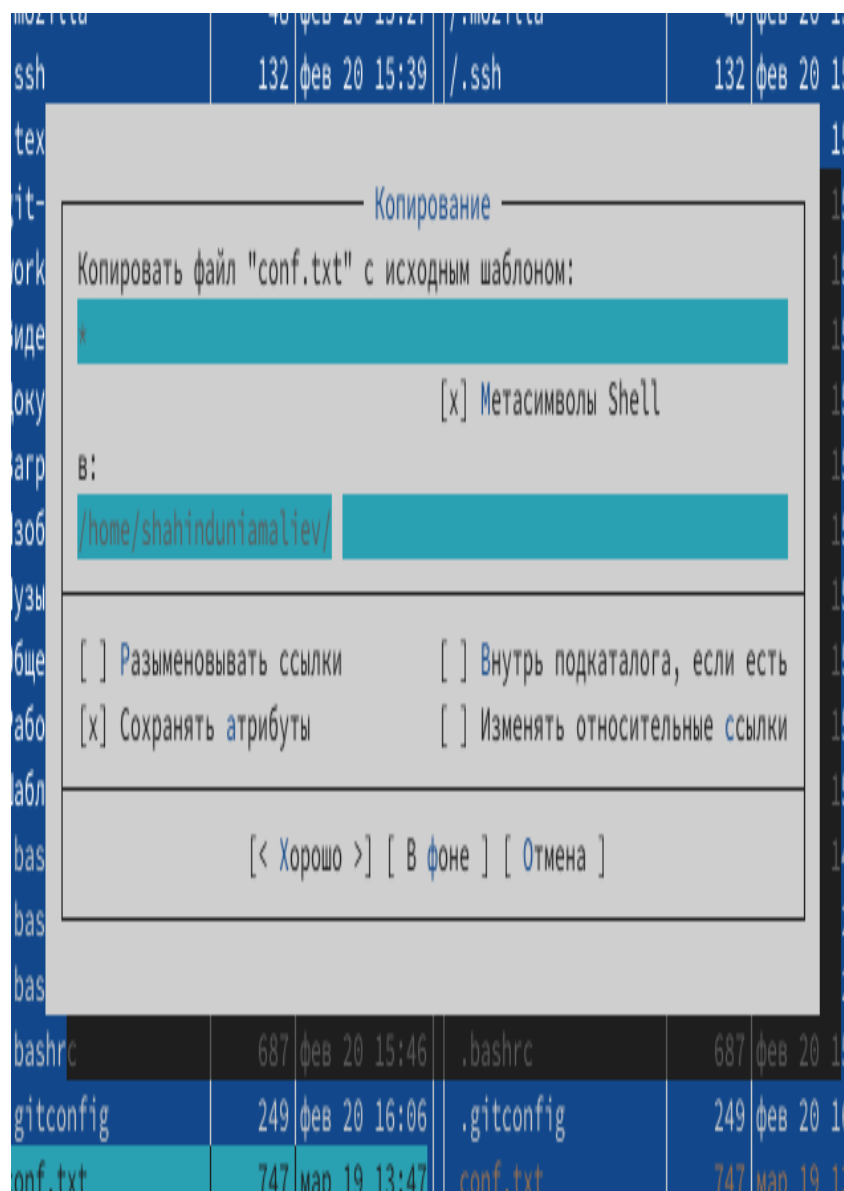 ssh 132 фев 20 15:39 /.ssh 132 фев 20
Копирование
Копировать файл "conf.txt" с исходным шаблоном:
*
[x] Метасимволы Shell
в:
/home/shahinduniamaliev/
[ ] Разыменовывать ссылки [ ] Внутрь подкаталога, если есть
[x] Сохранять атрибуты [ ] Изменять относительные ссылки
[< Хорошо >] [ В фоне ] [ Отмена ]
bashrc 687 фев 20 15:46 .bashrc 687 фев 20
gitconfig 249 фев 20 16:06 .gitconfig 249 фев 20
conf.txt 747 мар 19 13:47 conf.txt 747 мар 19